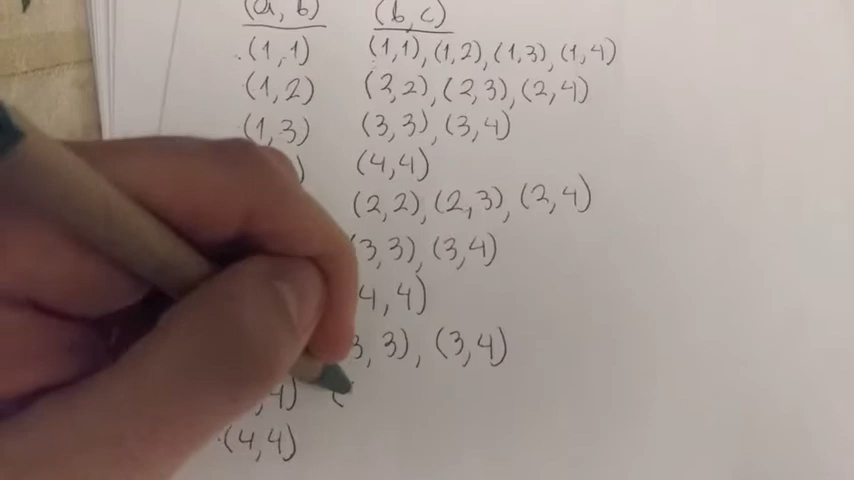 (a, b) (b, c)
(1,1) (1,1), (1,2), (1,3), (1,4)
(1,2) (2,2), (2,3), (2,4)
(1,3) (3,3), (3,4)
) (4,4)
(2,2), (2,3), (2,4)
(3,3), (3,4)
4,4)
3,3), (3,4)
,4) (
(4,4)